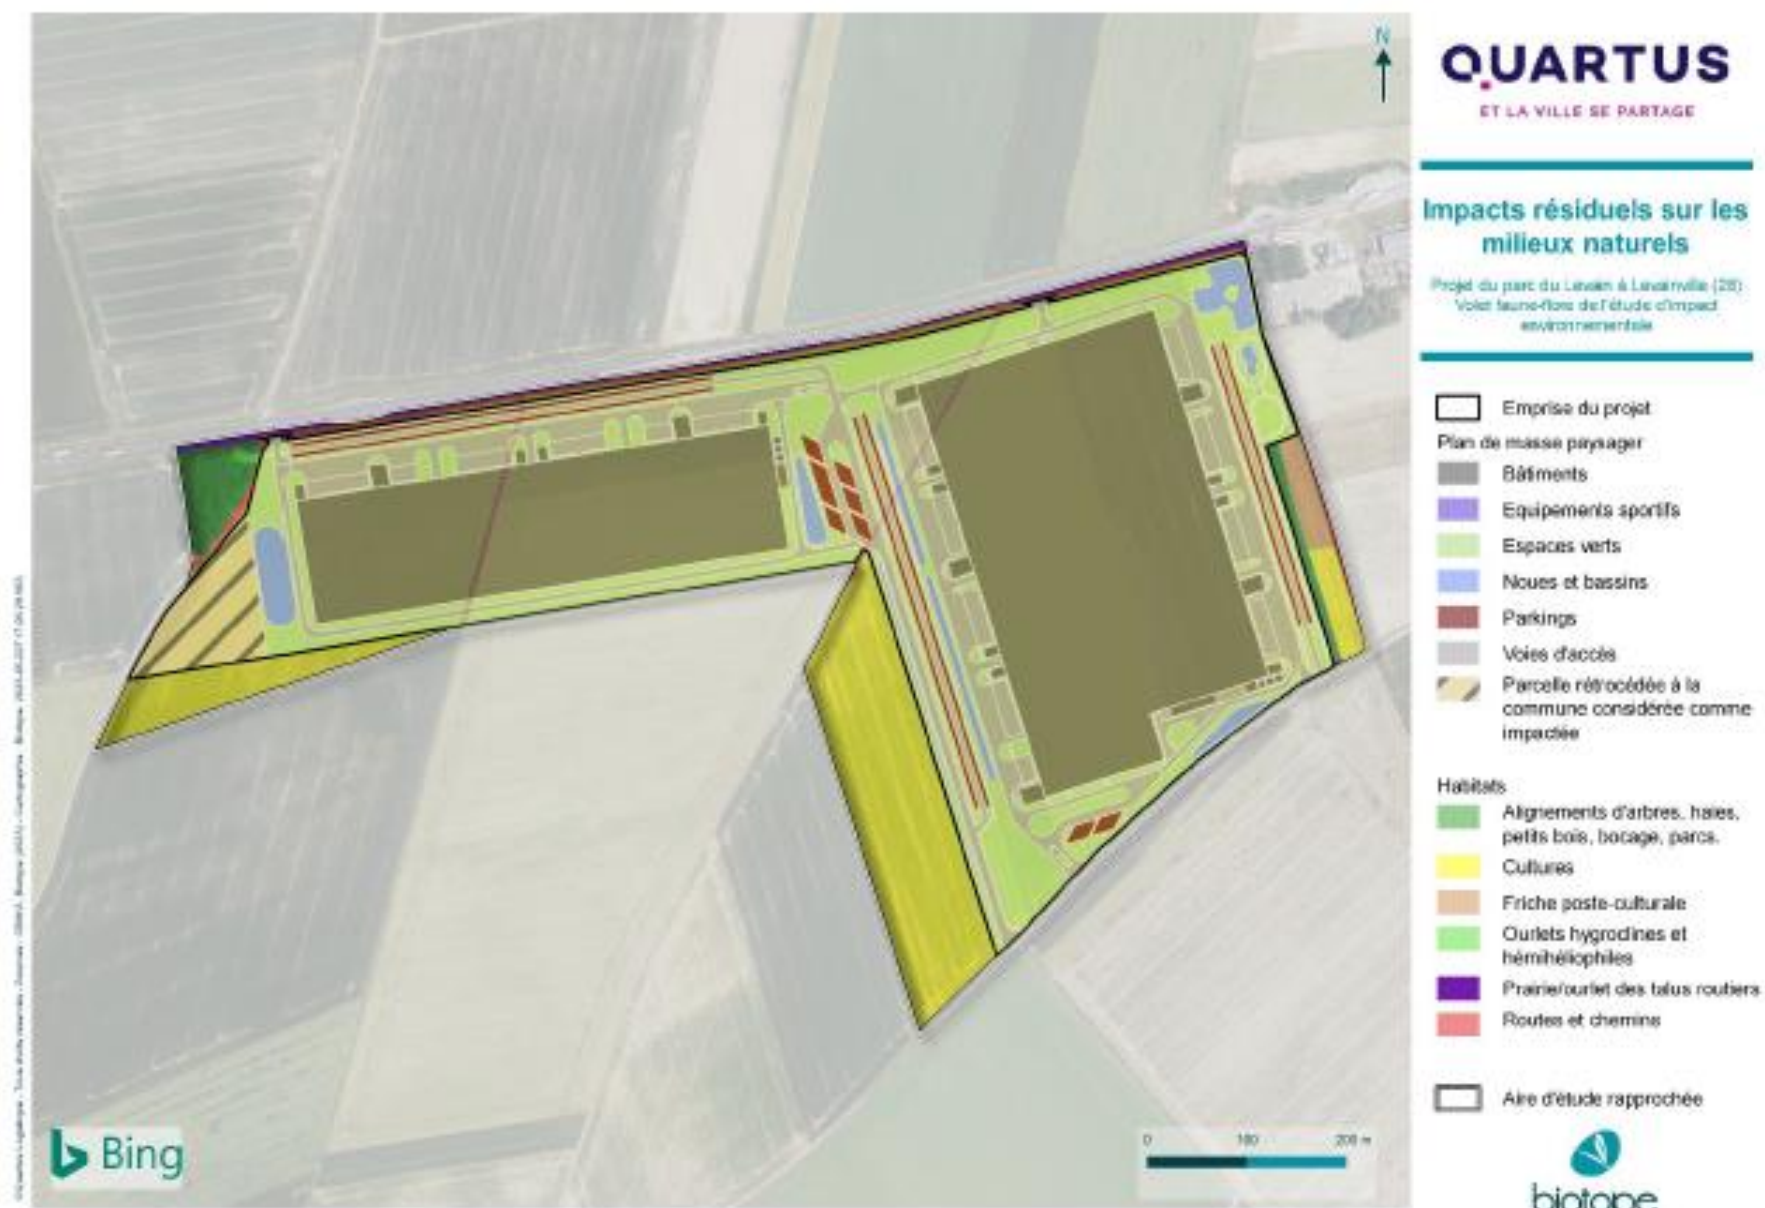 N
QUARTUS
ET LA VILLE SE PARTAGE
Impacts résiduels sur les
milieux naturels
Projet du parc du Levain à Levainville (28)
Volet faune-flore de l'étude d'impact
environnementale
Emprise du projet
Plan de masse paysager
Bâtiments
Equipements sportifs
Espaces verts
Noues et bassins
Parkings
Voies d'accès
Parcelle rétrocédée à la
commune considérée comme
impactée
Habitats
Alignements d'arbres, haies,
petits bois, bocage, parcs.
Cultures
Friche poste-culturale
Ourlets hygroclines et
hémihéliophiles
Prairie/ourlet des talus routiers
Routes et chemins
Aire d'étude rapprochée
0 100 200 m
Bing
biotope